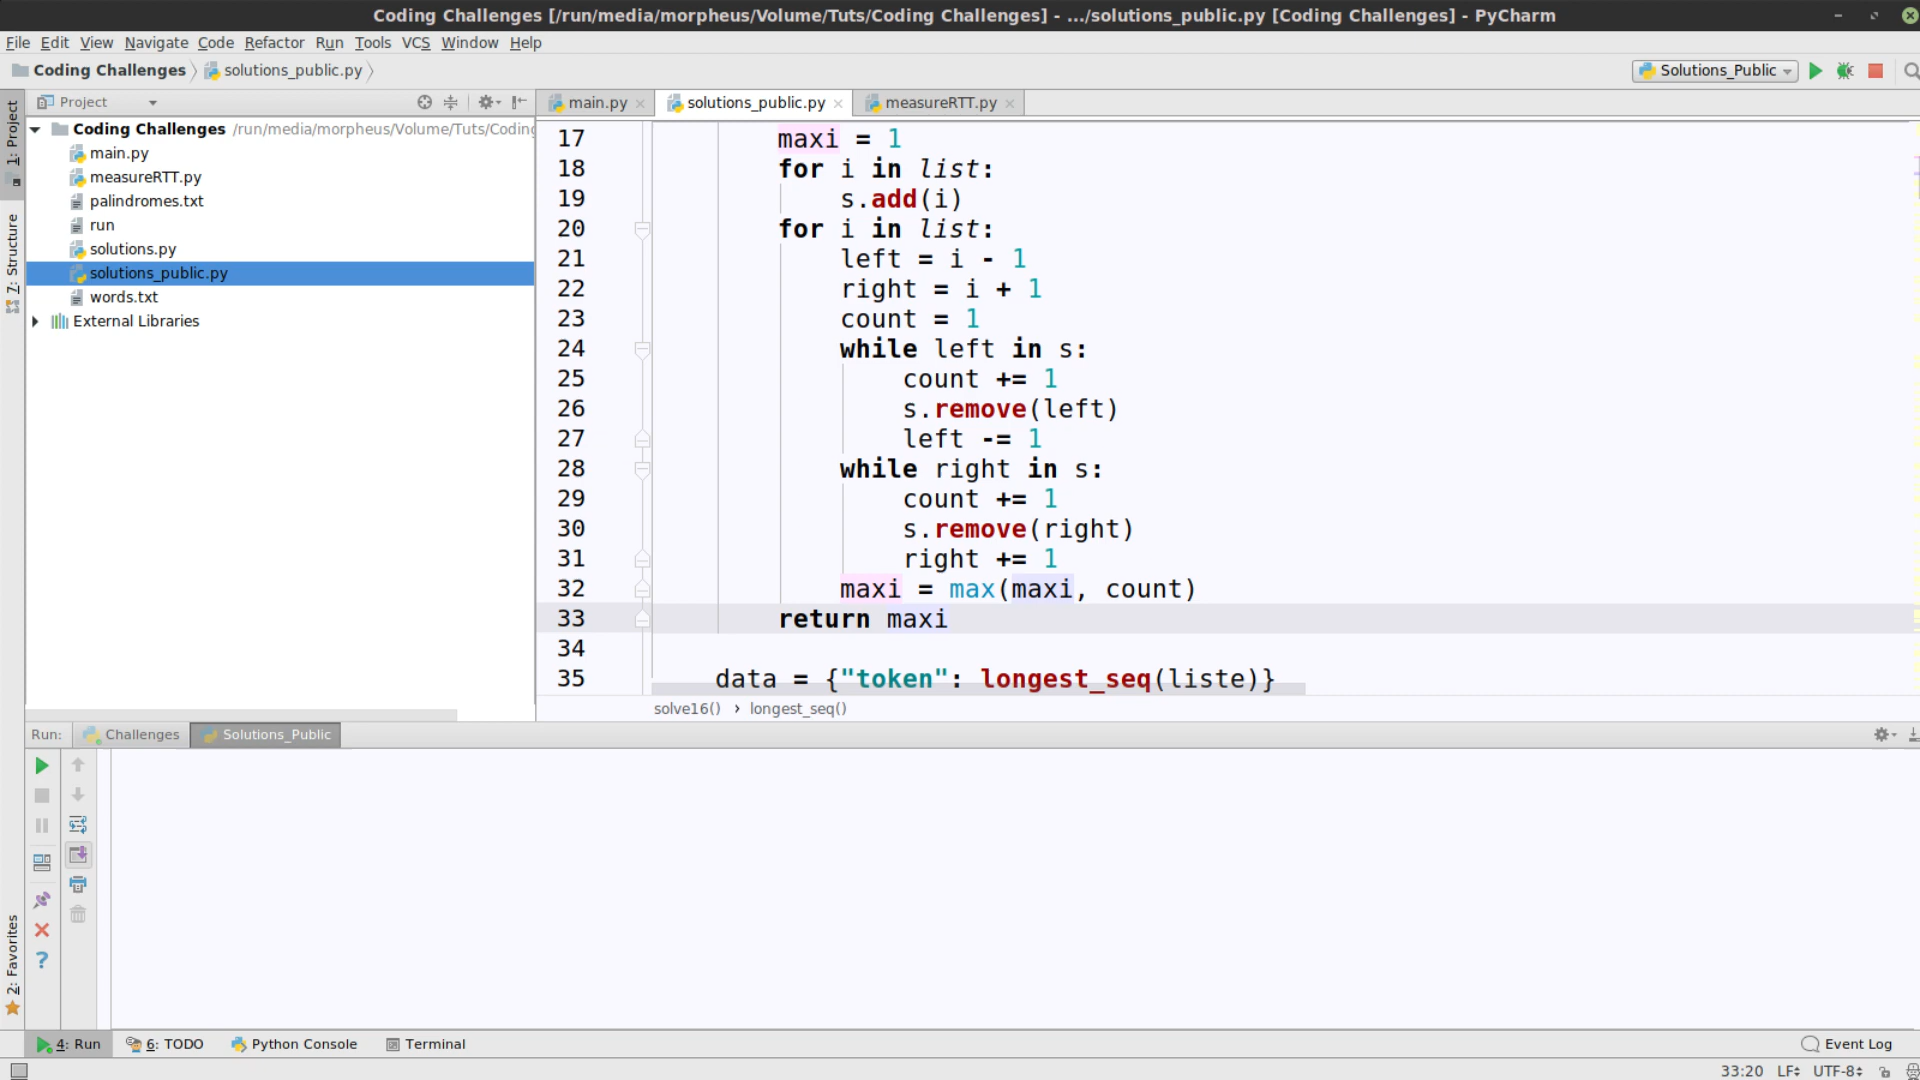 Coding Challenges [/run/media/morpheus/Volume/Tuts/Coding Challenges] - .../solutions_public.py [Coding Challenges] - PyCharm
File Edit View Navigate Code Refactor Run Tools VCS Window Help
Coding Challenges solutions_public.py Solutions_Public
1: Project
7: Structure
2: Favorites
Project
Coding Challenges /run/media/morpheus/Volume/Tuts/Coding
main.py
measureRTT.py
palindromes.txt
run
solutions.py
solutions_public.py
words.txt
External Libraries
main.py solutions_public.py measureRTT.py
17 maxi = 1
18 for i in list:
19 s.add(i)
20 for i in list:
21 left = i - 1
22 right = i + 1
23 count = 1
24 while left in s:
25 count += 1
26 s.remove(left)
27 left -= 1
28 while right in s:
29 count += 1
30 s.remove(right)
31 right += 1
32 maxi = max(maxi, count)
33 return maxi
34
35 data = {"token": longest_seq(liste)}
solve16() › longest_seq()
Run: Challenges Solutions_Public
4: Run 6: TODO Python Console Terminal Event Log
33:20 LF UTF-8